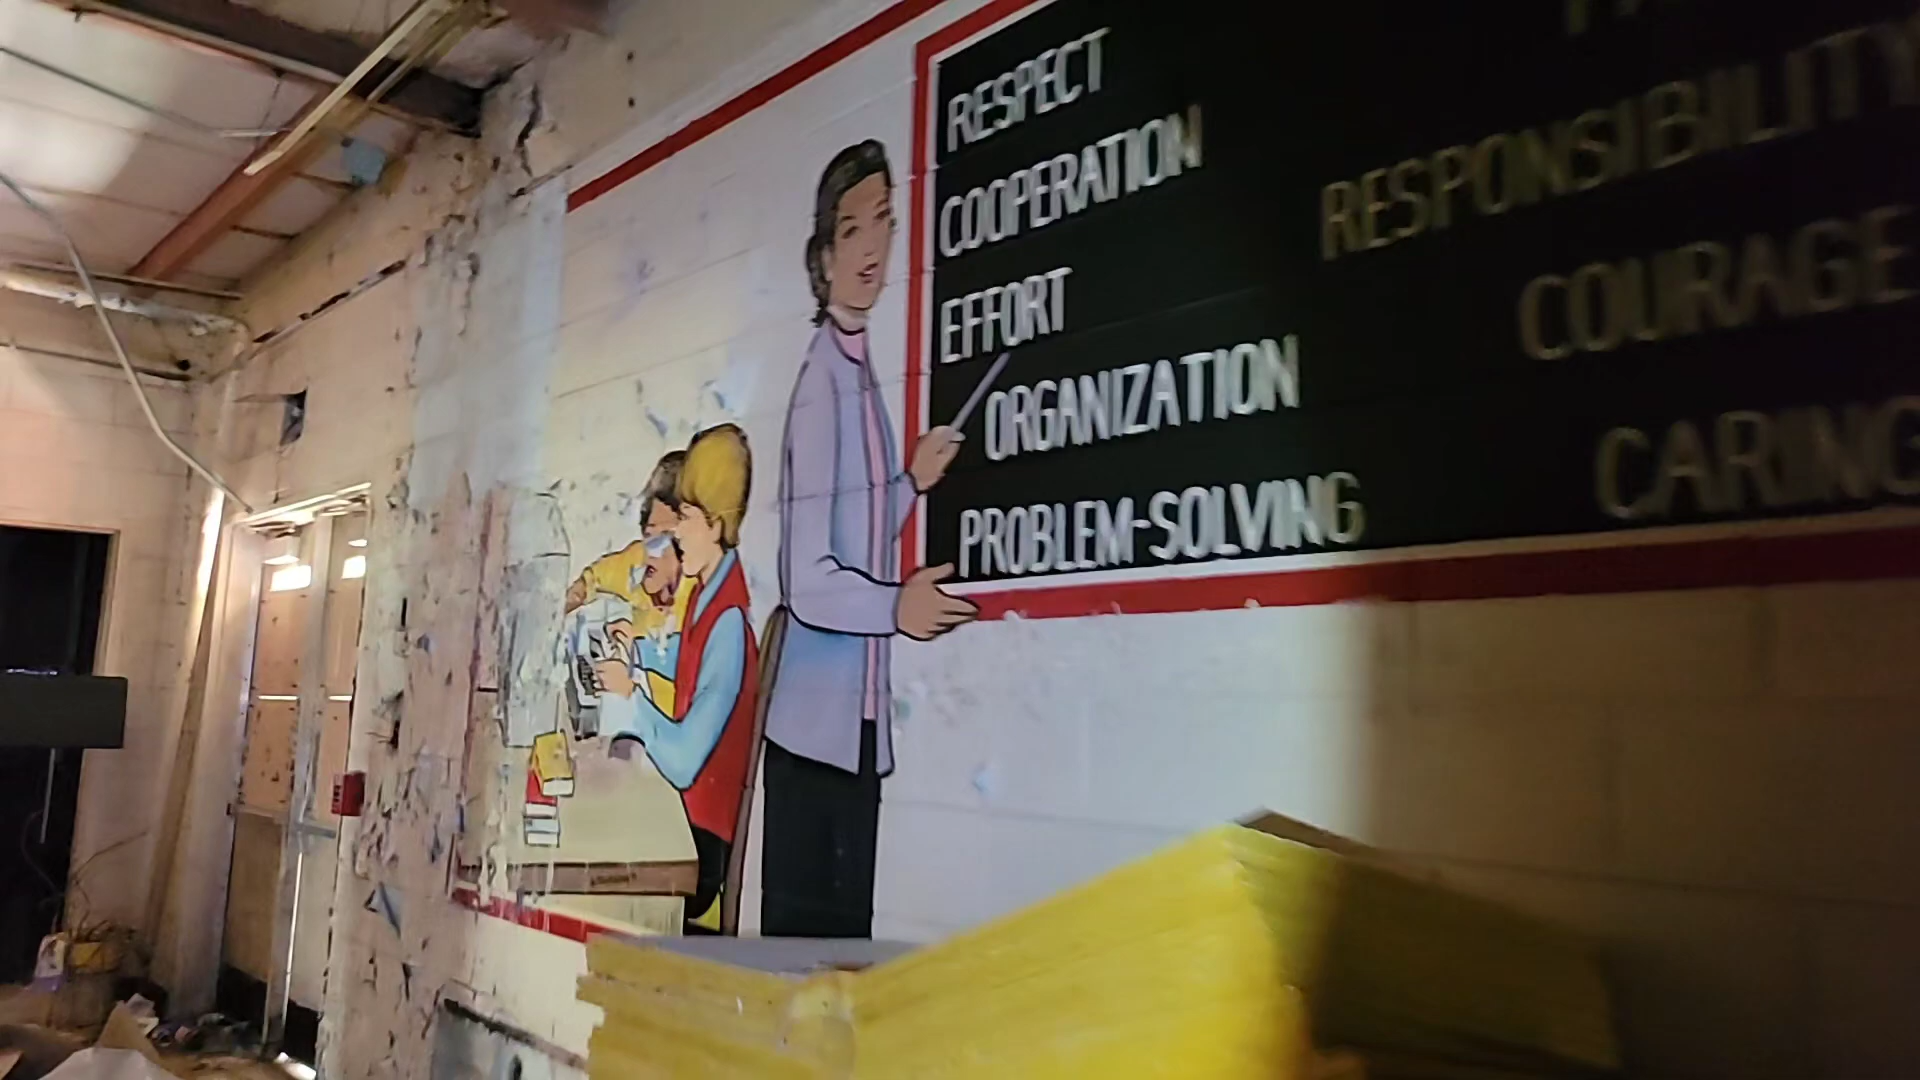 RESPECT
COOPERATION
EFFORT
ORGANIZATION
PROBLEM-SOLVING
RESPONSIBILITY
COURAGE
CARING